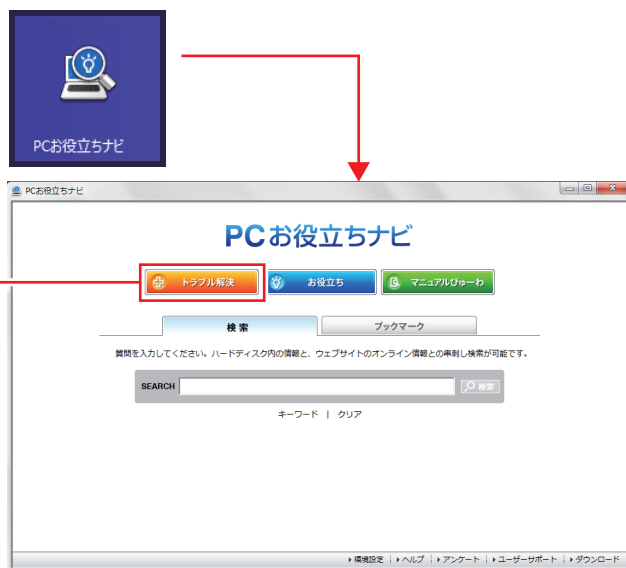 PCお役立ちナビ
PCお役立ちナビ
PCお役立ちナビ
トラブル解決 お役立ち マニュアルびゅーわ
検索 ブックマーク
質問を入力してください。ハードディスク内の情報と、ウェブサイトのオンライン情報との串刺し検索が可能です。
SEARCH 検索
キーワード | クリア
環境設定 | ヘルプ | アンケート | ユーザーサポート | ダウンロード